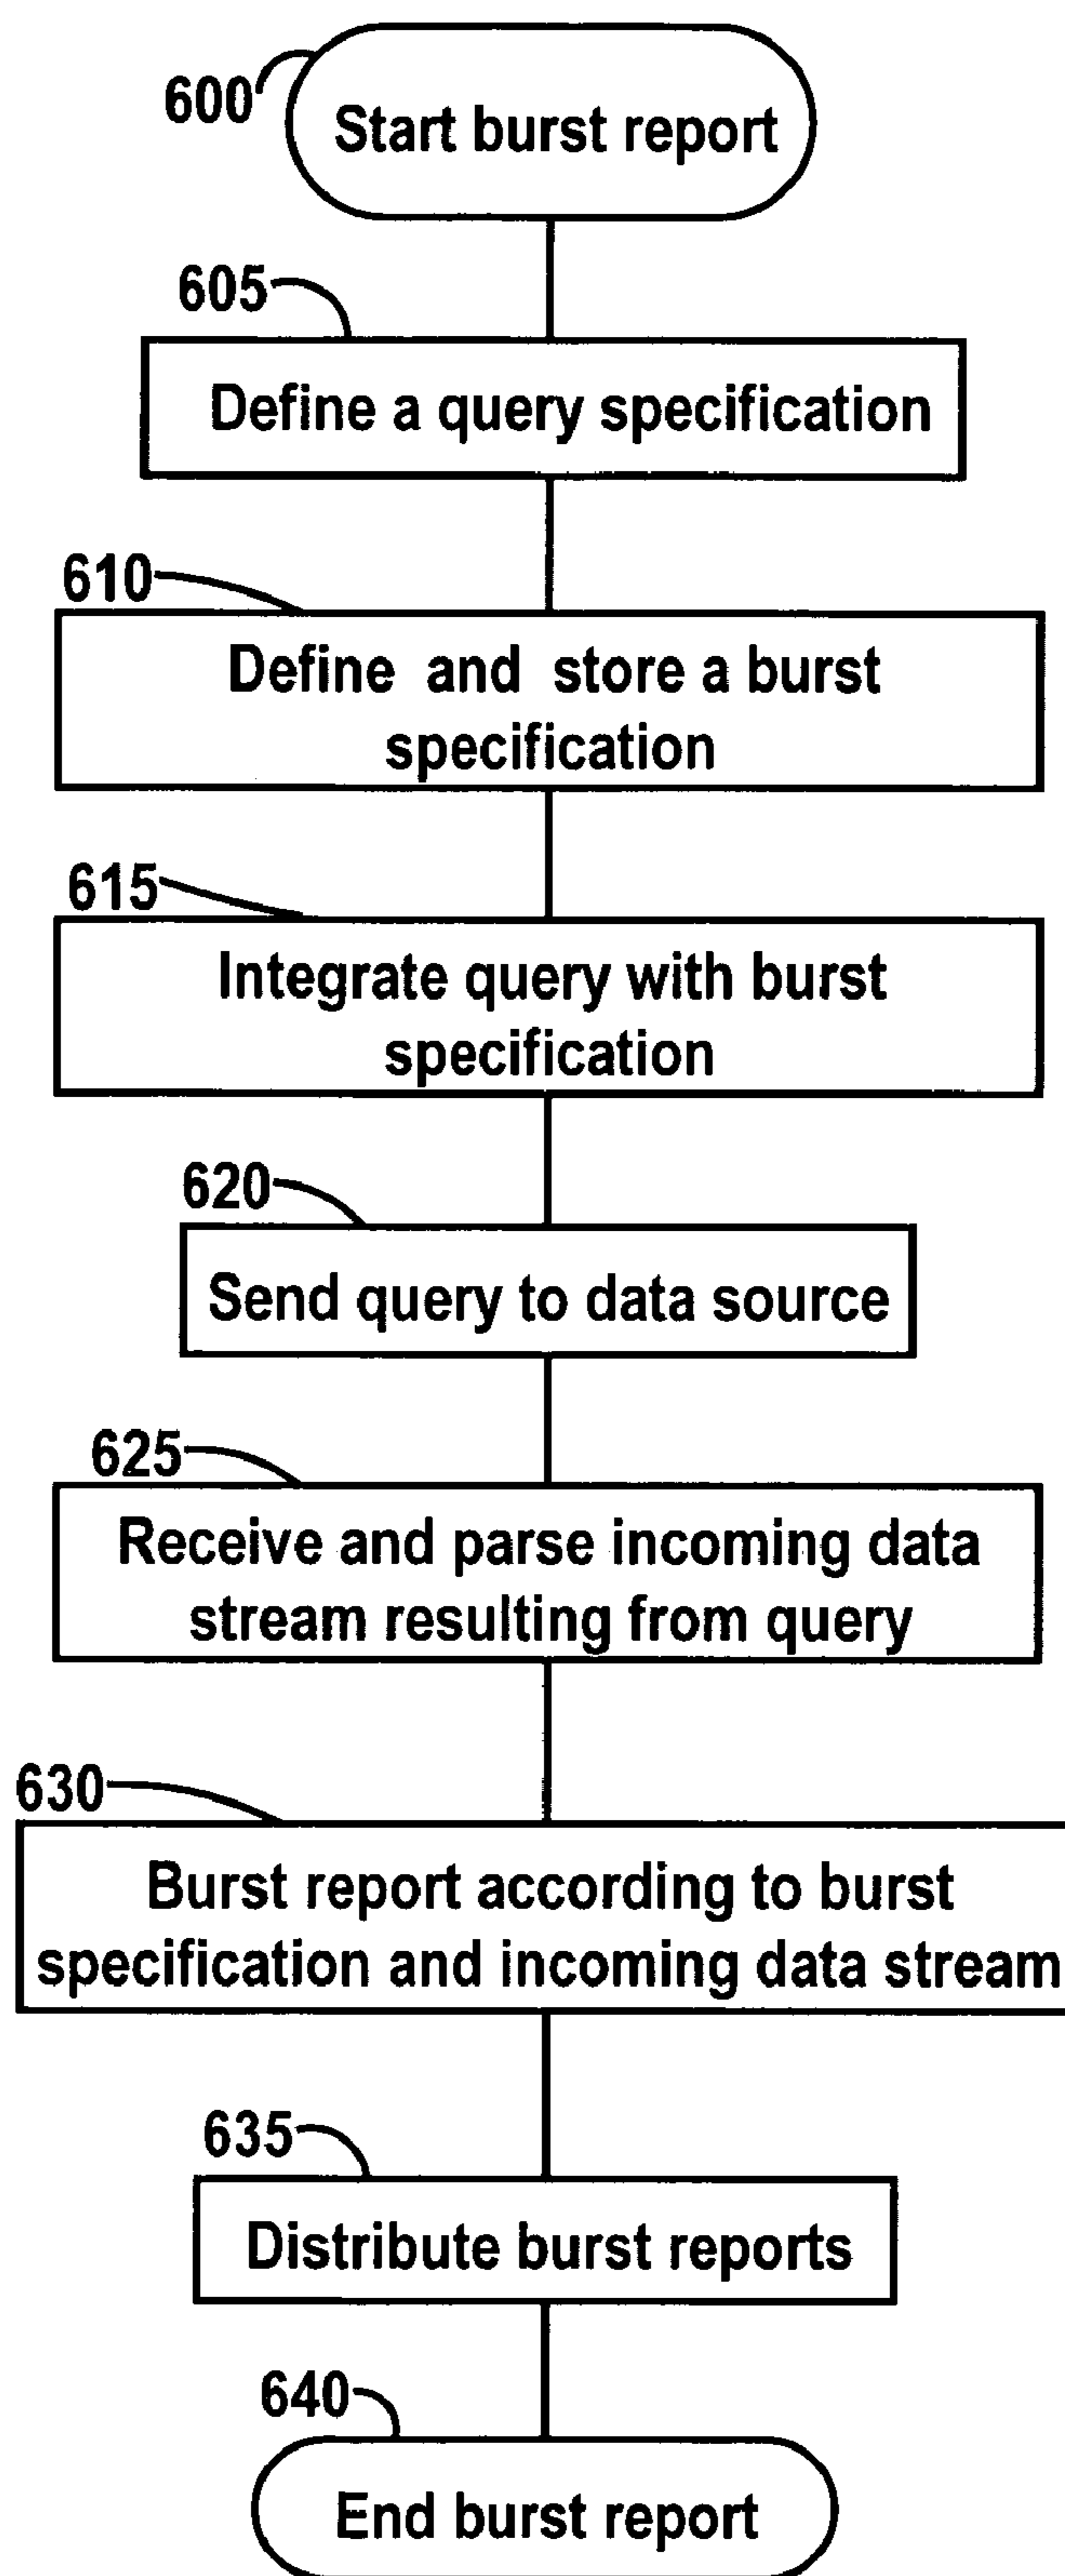 600
Start burst report
605
Define a query specification
610
Define and store a burst
specification
615
Integrate query with burst
specification
620
Send query to data source
625
Receive and parse incoming data
stream resulting from query
630
Burst report according to burst
specification and incoming data stream
635
Distribute burst reports
640
End burst report